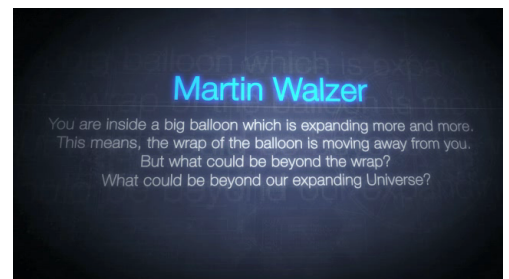 Martin Walzer
You are inside a big balloon which is expanding more and more.
This means, the wrap of the balloon is moving away from you.
But what could be beyond the wrap?
What could be beyond our expanding Universe?